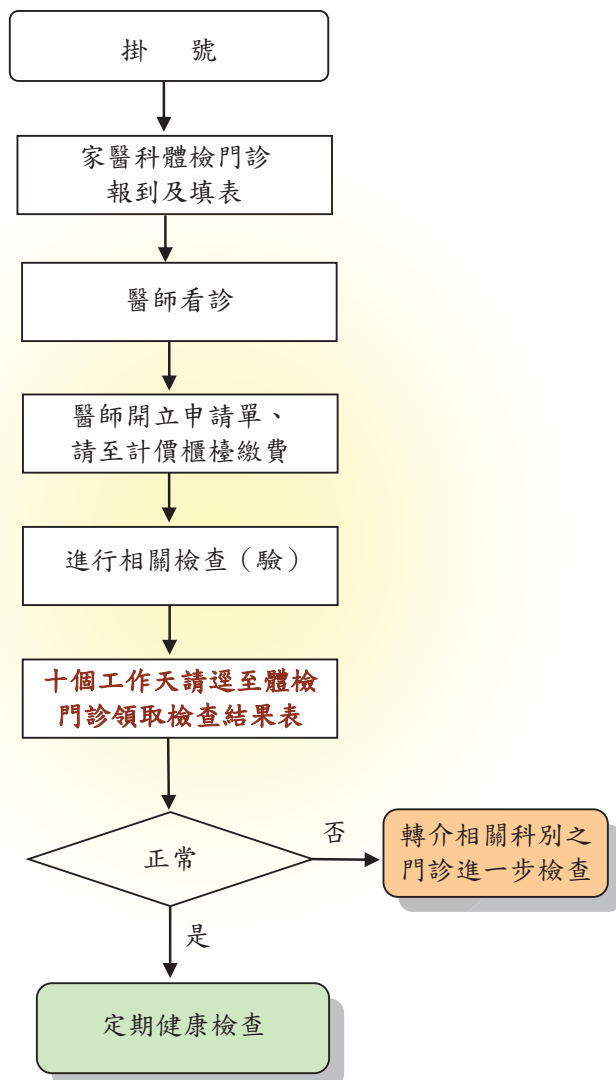 掛 號
家醫科體檢門診
報到及填表
醫師看診
醫師開立申請單、
請至計價櫃檯繳費
進行相關檢查（驗）
十個工作天請逕至體檢
門診領取檢查結果表
正常
否
轉介相關科別之
門診進一步檢查
是
定期健康檢查